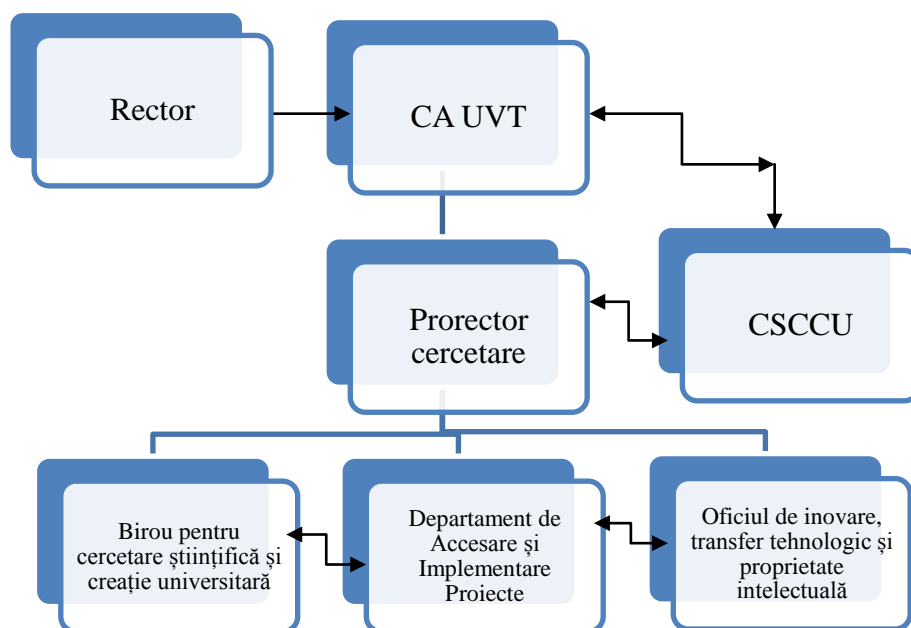 Rector
CA UVT
Prorector
cercetare
CSCCU
Birou pentru
cercetare științifică și
creație universitară
Departament de
Accesare și
Implementare
Proiecte
Oficiul de inovare,
transfer tehnologic și
proprietate
intelectuală